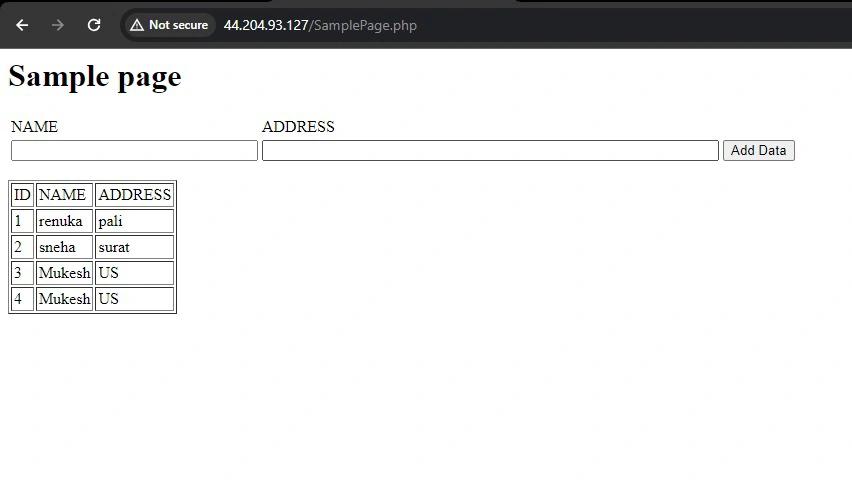 Not secure 44.204.93.127/SamplePage.php
Sample page
NAME ADDRESS
Add Data
ID NAME ADDRESS
1 renuka pali
2 sneha surat
3 Mukesh US
4 Mukesh US